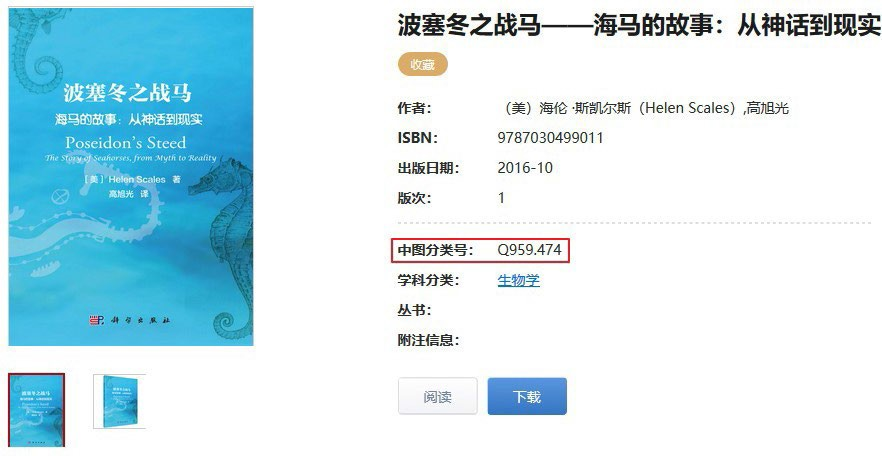 波塞冬之战马——海马的故事：从神话到现实
收藏
波塞冬之战马
海马的故事：从神话到现实
Poseidon's Steed
The Story of Seahorses, from Myth to Reality
［美］Helen Scales 著
高旭光 译
科学出版社
作者： （美）海伦·斯凯尔斯（Helen Scales）,高旭光
ISBN： 9787030499011
出版日期： 2016-10
版次： 1
中图分类号： Q959.474
学科分类： 生物学
丛书：
附注信息：
阅读 下载